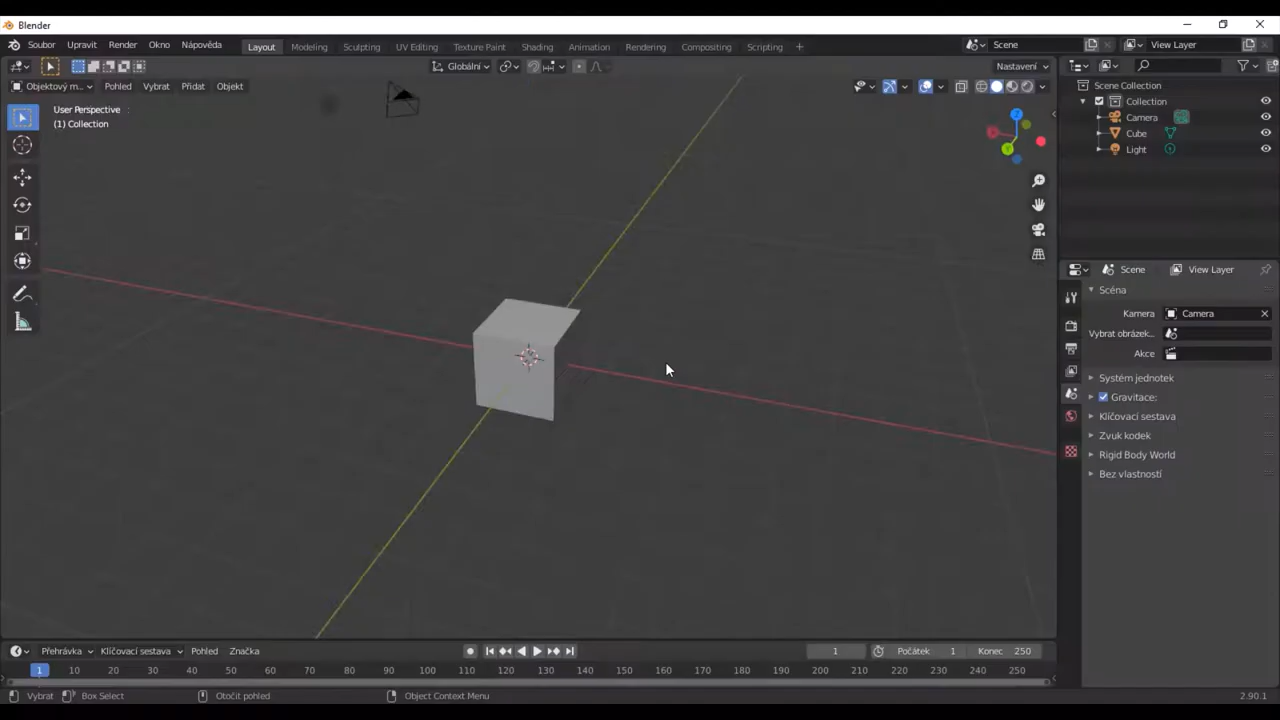 Blender
Soubor Upravit Render Okno Nápověda Layout Modeling Sculpting UV Editing Texture Paint Shading Animation Rendering Compositing Scripting + Scene View Layer
Globální Nastavení
Objektový m... Pohled Vybrat Přidat Objekt
User Perspective
(1) Collection
Z
Y
Scene Collection
Collection
Camera
Cube
Light
Scene View Layer
Scéna
Kamera Camera
Vybrat obrázek...
Akce
Systém jednotek
Gravitace:
Klíčovací sestava
Zvuk kodek
Rigid Body World
Bez vlastností
Přehrávka Klíčovací sestava Pohled Značka 1 Počátek 1 Konec 250
1 10 20 30 40 50 60 70 80 90 100 110 120 130 140 150 160 170 180 190 200 210 220 230 240 250
Vybrat Box Select Otočit pohled Object Context Menu 2.90.1